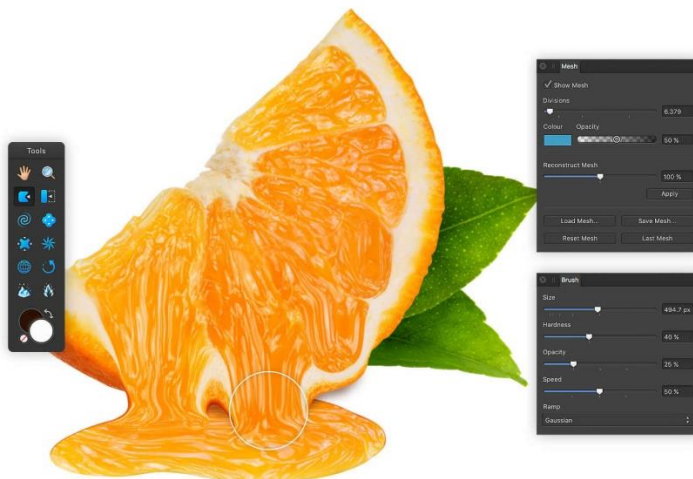 Tools
Mesh
Show Mesh
Divisions
6.379
Colour Opacity
50 %
Reconstruct Mesh
100 %
Apply
Load Mesh... Save Mesh...
Reset Mesh Last Mesh
Brush
Size
494.7 px
Hardness
40 %
Opacity
25 %
Speed
50 %
Ramp
Gaussian